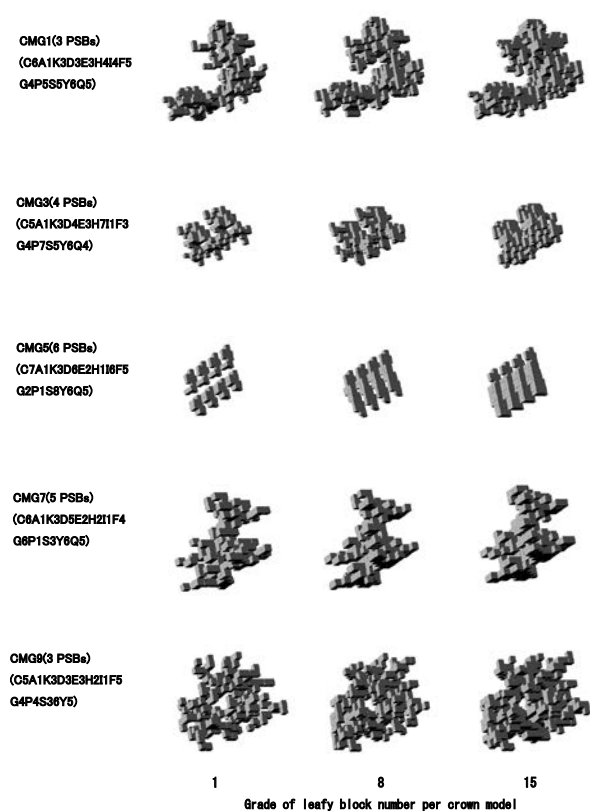 CMG1(3 PSBs)
(C6A1K3D3E3H4I4F5
G4P5S5Y6Q5)
CMG3(4 PSBs)
(C5A1K3D4E3H7I1F3
G4P7S5Y6Q4)
CMG5(6 PSBs)
(C7A1K3D6E2H1I6F5
G2P1S8Y6Q5)
CMG7(5 PSBs)
(C6A1K3D5E2H2I1F4
G6P1S3Y6Q5)
CMG9(3 PSBs)
(C5A1K3D3E3H2I1F5
G4P4S36Y5)
1 8 15
Grade of leafy block number per crown model